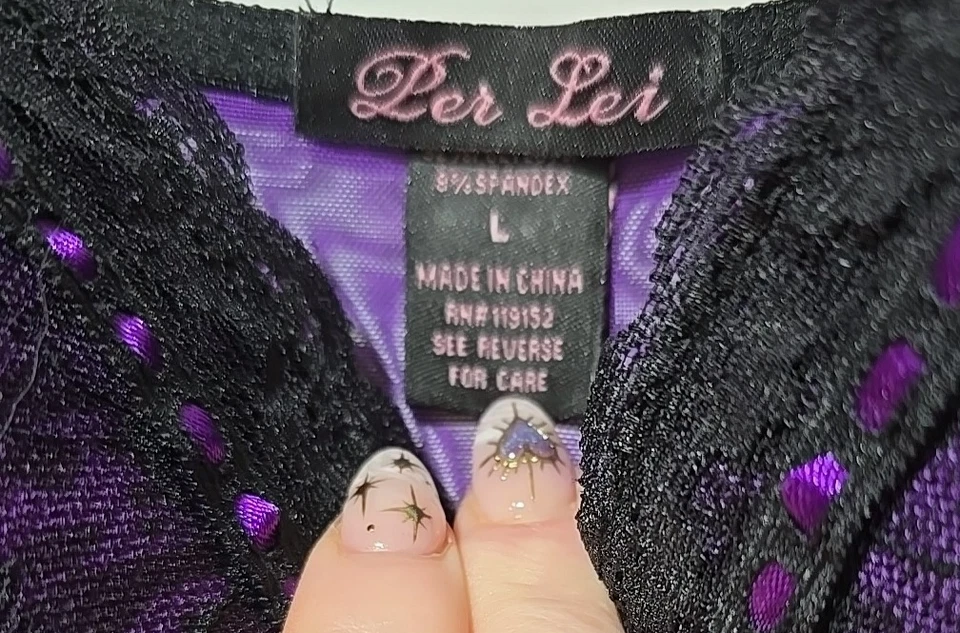 Per Lei
8% SPANDEX
L
MADE IN CHINA
RN# 119152
SEE REVERSE
FOR CARE